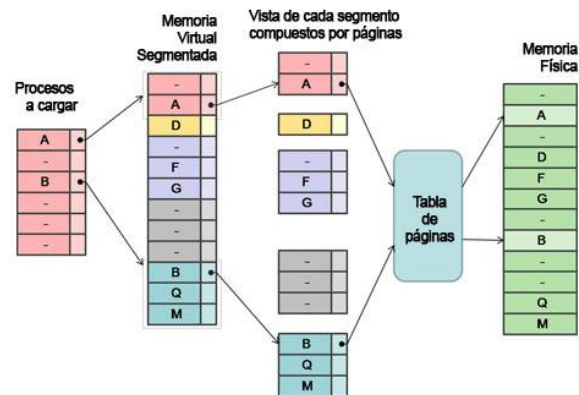 Procesos
a cargar
A
-
B
-
-
-
Memoria
Virtual
Segmentada
-
A
D
-
F
G
-
-
-
B
Q
M
Vista de cada segmento
compuestos por páginas
-
A
D
-
F
G
-
-
-
B
Q
M
Tabla
de
páginas
Memoria
Física
-
A
-
D
F
G
-
B
-
-
Q
M